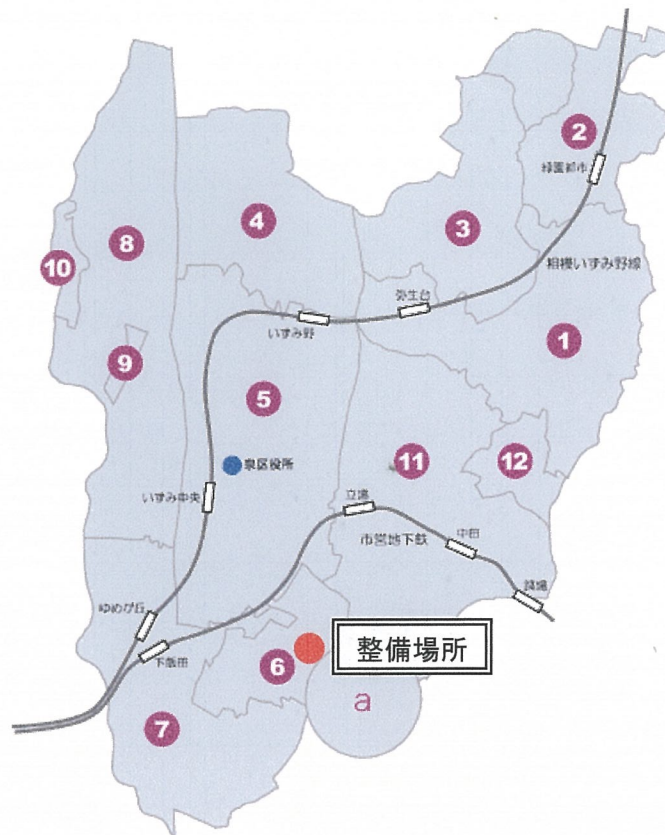 2
緑園都市
4
3
8
10
相模いずみ野線
弥生台
いずみ野
1
9
5
11
12
泉区役所
いずみ中央
立場
市営地下鉄
中田
踊場
ゆめが丘
下飯田
整備場所
6
a
7